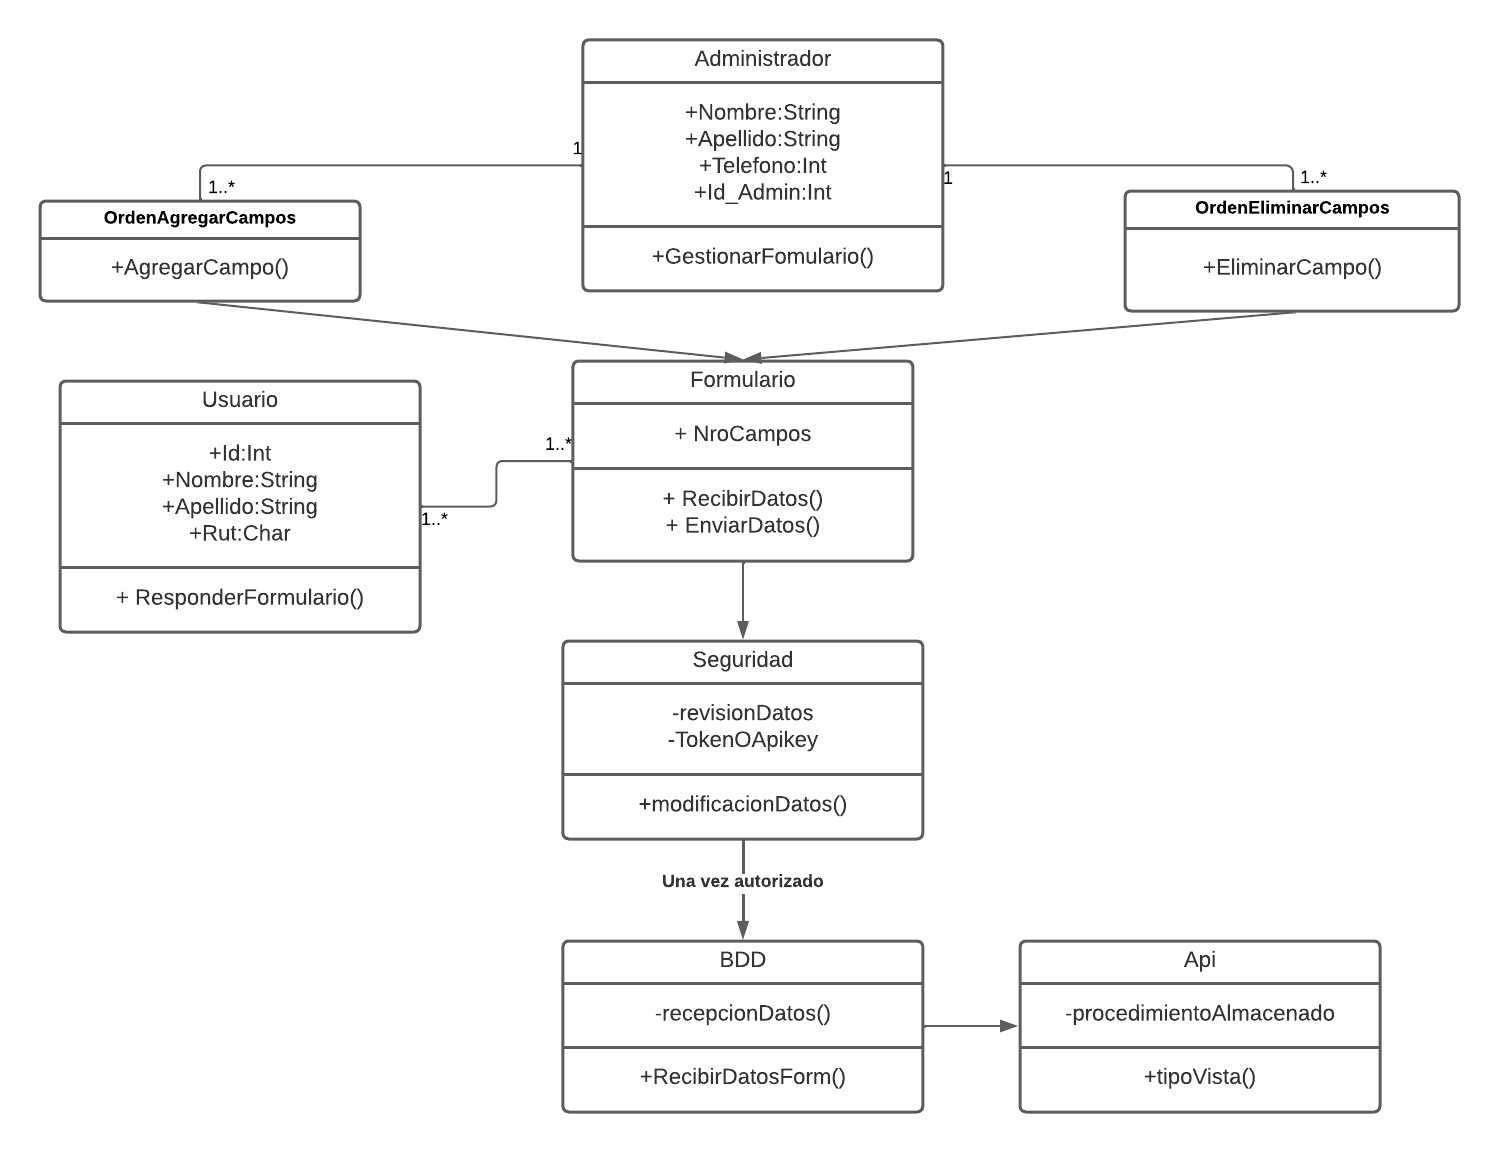 Administrador
+Nombre:String
+Apellido:String
+Telefono:Int
+Id_Admin:Int
+GestionarFomulario()
1
1..*
1
1..*
OrdenAgregarCampos
+AgregarCampo()
OrdenEliminarCampos
+EliminarCampo()
Formulario
+ NroCampos
+ RecibirDatos()
+ EnviarDatos()
Usuario
+Id:Int
+Nombre:String
+Apellido:String
+Rut:Char
+ ResponderFormulario()
1..*
1..*
Seguridad
-revisionDatos
-TokenOApikey
+modificacionDatos()
Una vez autorizado
BDD
-recepcionDatos()
+RecibirDatosForm()
Api
-procedimientoAlmacenado
+tipoVista()